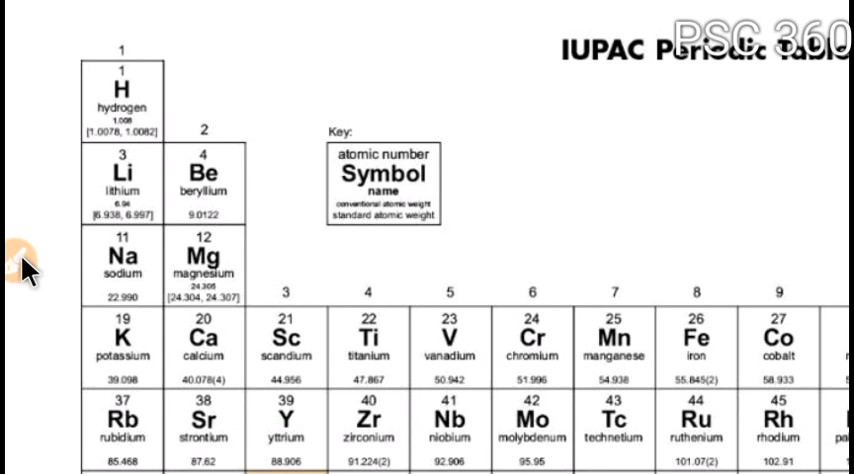 PSC 360
IUPAC Periodic Table
1
1
H
hydrogen
1.008
[1.0078, 1.0082]
2
Key:
3
Li
lithium
6.94
[6.938, 6.997]
4
Be
beryllium
9.0122
atomic number
Symbol
name
conventional atomic weight
standard atomic weight
11
Na
sodium
22.990
12
Mg
magnesium
24.305
[24.304, 24.307]
3 4 5 6 7 8 9
19 20 21 22 23 24 25 26 27
K Ca Sc Ti V Cr Mn Fe Co
potassium calcium scandium titanium vanadium chromium manganese iron cobalt
39.098 40.078(4) 44.956 47.867 50.942 51.996 54.938 55.845(2) 58.933
37 38 39 40 41 42 43 44 45
Rb Sr Y Zr Nb Mo Tc Ru Rh
rubidium strontium yttrium zirconium niobium molybdenum technetium ruthenium rhodium pa
85.468 87.62 88.906 91.224(2) 92.906 95.95 101.07(2) 102.91